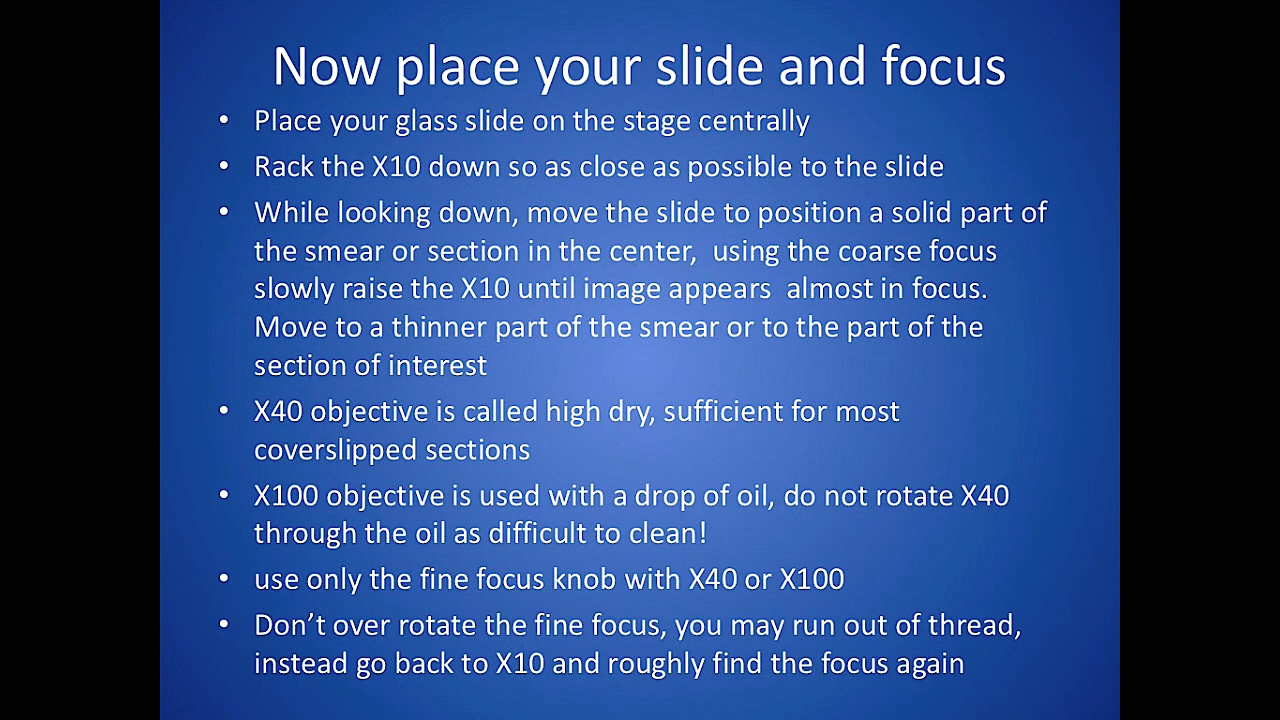 Now place your slide and focus
• Place your glass slide on the stage centrally
• Rack the X10 down so as close as possible to the slide
• While looking down, move the slide to position a solid part of
the smear or section in the center,  using the coarse focus
slowly raise the X10 until image appears  almost in focus.
Move to a thinner part of the smear or to the part of the
section of interest
• X40 objective is called high dry, sufficient for most
coverslipped sections
• X100 objective is used with a drop of oil, do not rotate X40
through the oil as difficult to clean!
• use only the fine focus knob with X40 or X100
• Don’t over rotate the fine focus, you may run out of thread,
instead go back to X10 and roughly find the focus again